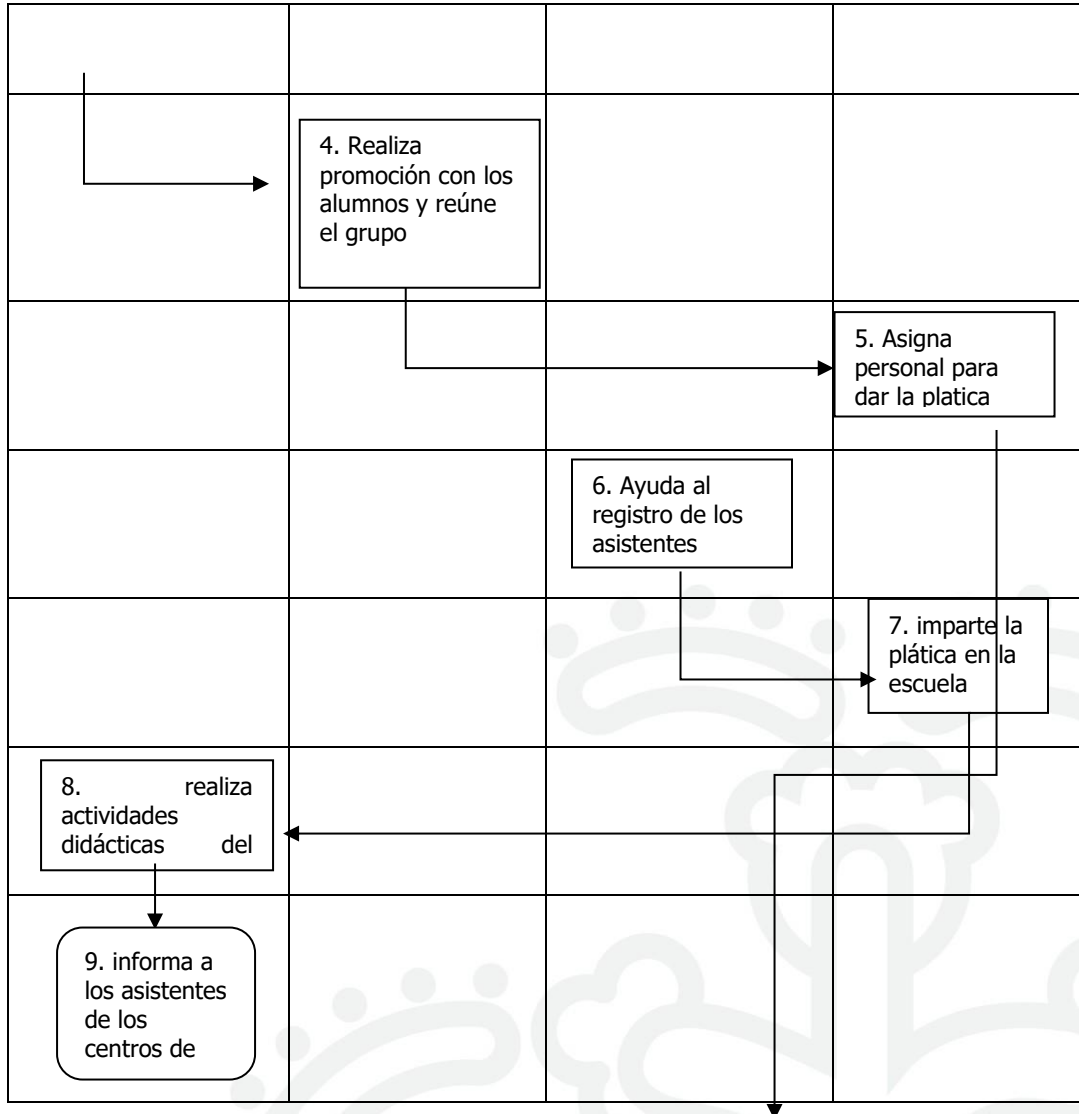 4. Realiza
promoción con los
alumnos y reúne
el grupo
5. Asigna
personal para
dar la platica
6. Ayuda al
registro de los
asistentes
7. imparte la
plática en la
escuela
8. realiza
actividades
didácticas del
9. informa a
los asistentes
de los
centros de